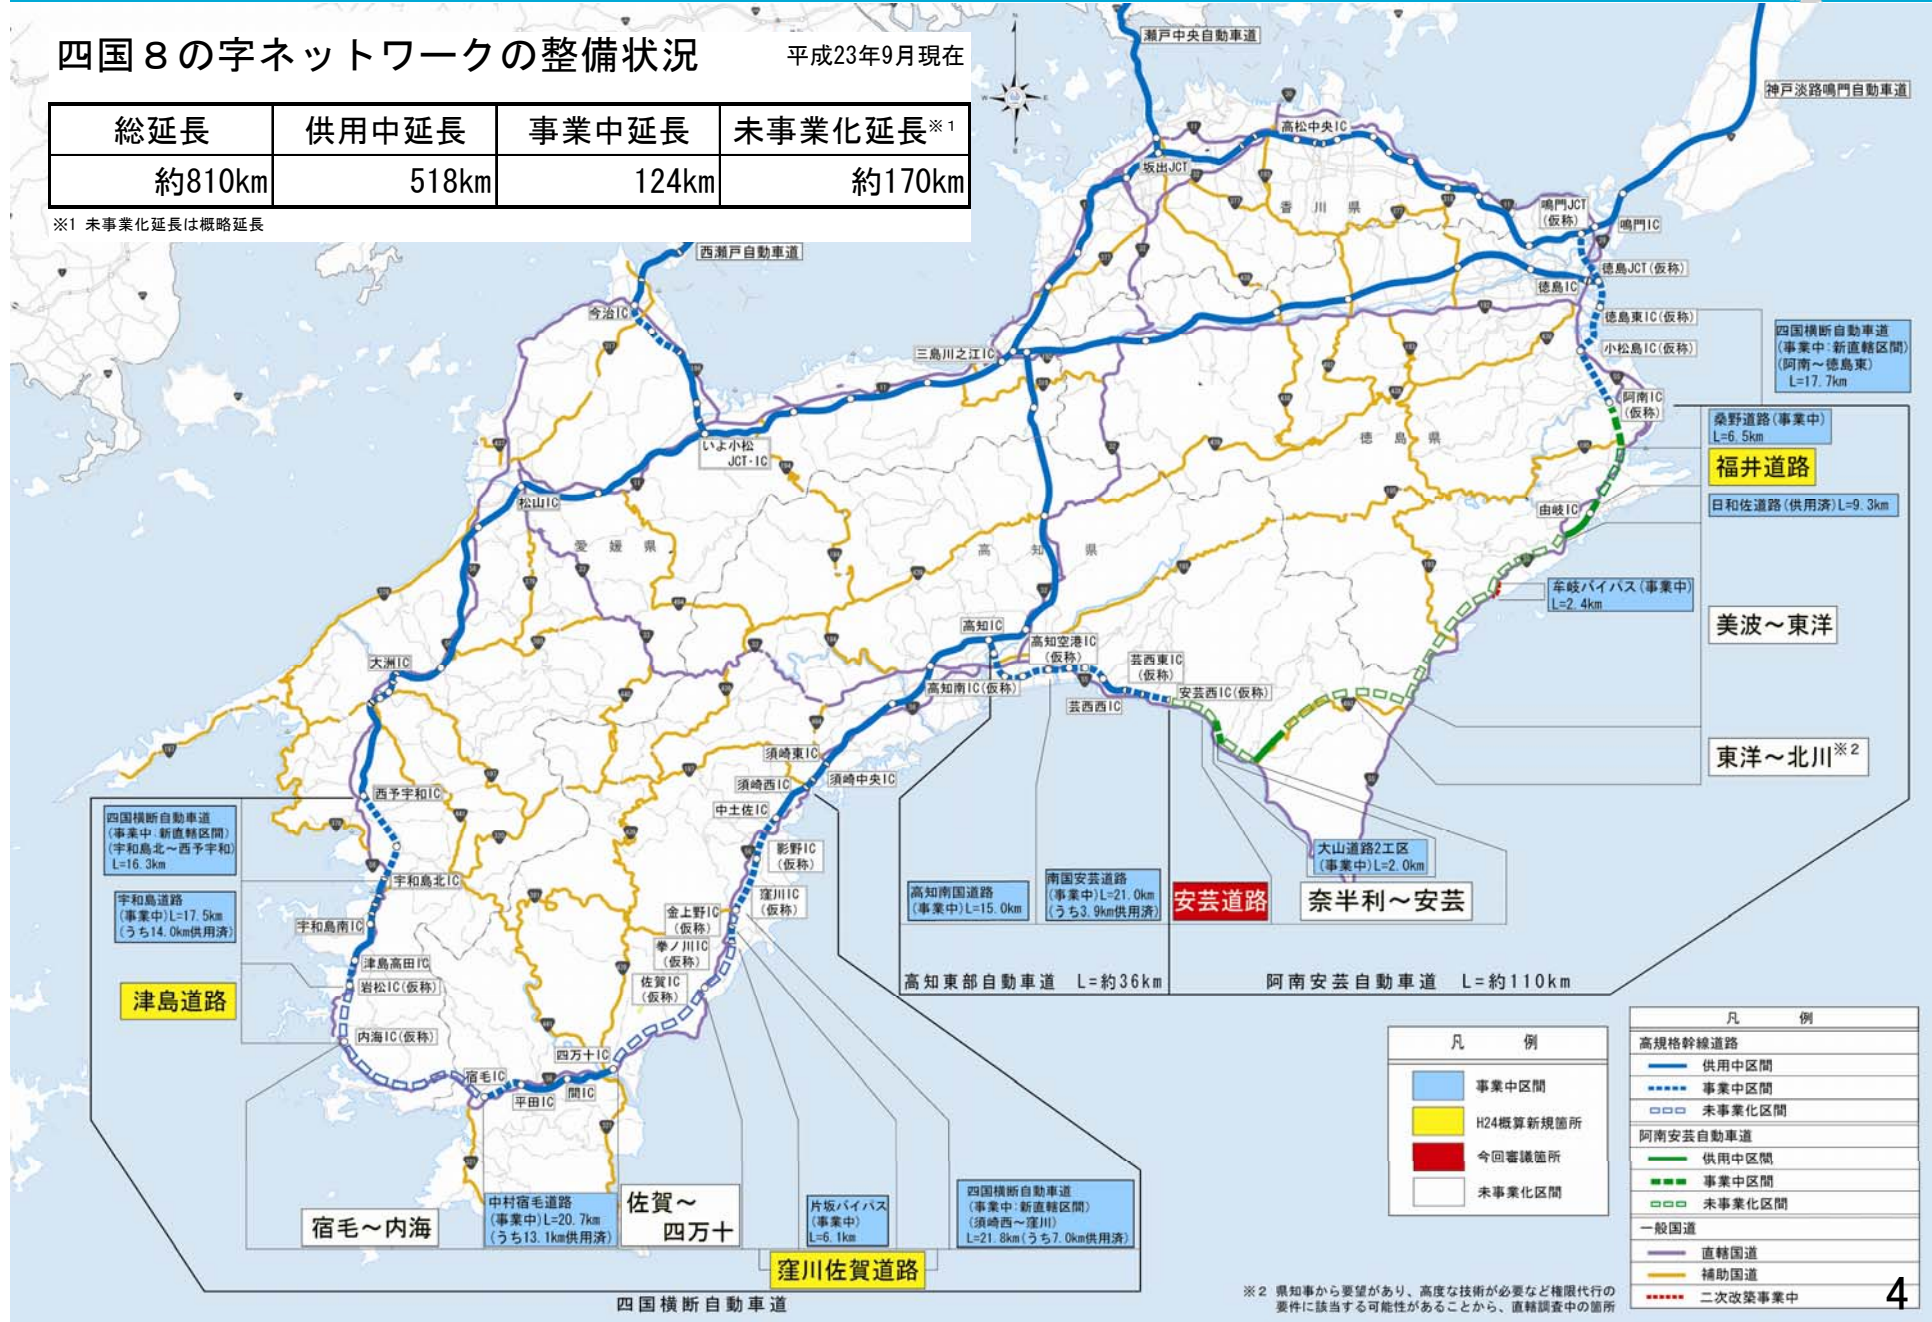 四国８の字ネットワークの整備状況
平成23年9月現在
総延長 供用中延長 事業中延長 未事業化延長※1
約810km 518km 124km 約170km
※1 未事業化延長は概略延長
瀬戸中央自動車道
神戸淡路鳴門自動車道
西瀬戸自動車道
高松中央IC
坂出JCT
香川県
鳴門JCT
(仮称)
鳴門IC
徳島JCT(仮称)
徳島IC
徳島東IC(仮称)
小松島IC(仮称)
阿南IC
(仮称)
今治IC
三島川之江IC
いよ小松
JCT・IC
松山IC
愛媛県
高知県
徳島県
由岐IC
大洲IC
高知IC
高知空港IC
(仮称)
高知南IC(仮称)
芸西東IC
(仮称)
芸西西IC
安芸西IC(仮称)
須崎東IC
須崎中央IC
須崎西IC
中土佐IC
影野IC
(仮称)
窪川IC
(仮称)
金上野IC
(仮称)
拳ノ川IC
(仮称)
佐賀IC
(仮称)
四万十IC
間IC
平田IC
宿毛IC
西予宇和IC
宇和島北IC
宇和島南IC
津島高田IC
岩松IC(仮称)
内海IC(仮称)
四国横断自動車道
(事業中:新直轄区間)
(阿南～徳島東)
L=17.7km
桑野道路(事業中)
L=6.5km
福井道路
日和佐道路(供用済)L=9.3km
牟岐バイパス(事業中)
L=2.4km
美波～東洋
東洋～北川※2
大山道路2工区
(事業中)L=2.0km
奈半利～安芸
安芸道路
南国安芸道路
(事業中)L=21.0km
(うち3.9km供用済)
高知南国道路
(事業中)L=15.0km
高知東部自動車道 L=約36km
阿南安芸自動車道 L=約110km
四国横断自動車道
(事業中:新直轄区間)
(宇和島北～西予宇和)
L=16.3km
宇和島道路
(事業中)L=17.5km
(うち14.0km供用済)
津島道路
宿毛～内海
中村宿毛道路
(事業中)L=20.7km
(うち13.1km供用済)
佐賀～
四万十
片坂バイパス
(事業中)
L=6.1km
四国横断自動車道
(事業中:新直轄区間)
(須崎西～窪川)
L=21.8km(うち7.0km供用済)
窪川佐賀道路
四国横断自動車道
凡例
事業中区間
H24概算新規箇所
今回審議箇所
未事業化区間
凡例
高規格幹線道路
供用中区間
事業中区間
未事業化区間
阿南安芸自動車道
供用中区間
事業中区間
未事業化区間
一般国道
直轄国道
補助国道
二次改築事業中
※2 県知事から要望があり、高度な技術が必要など権限代行の
要件に該当する可能性があることから、直轄調査中の箇所
4